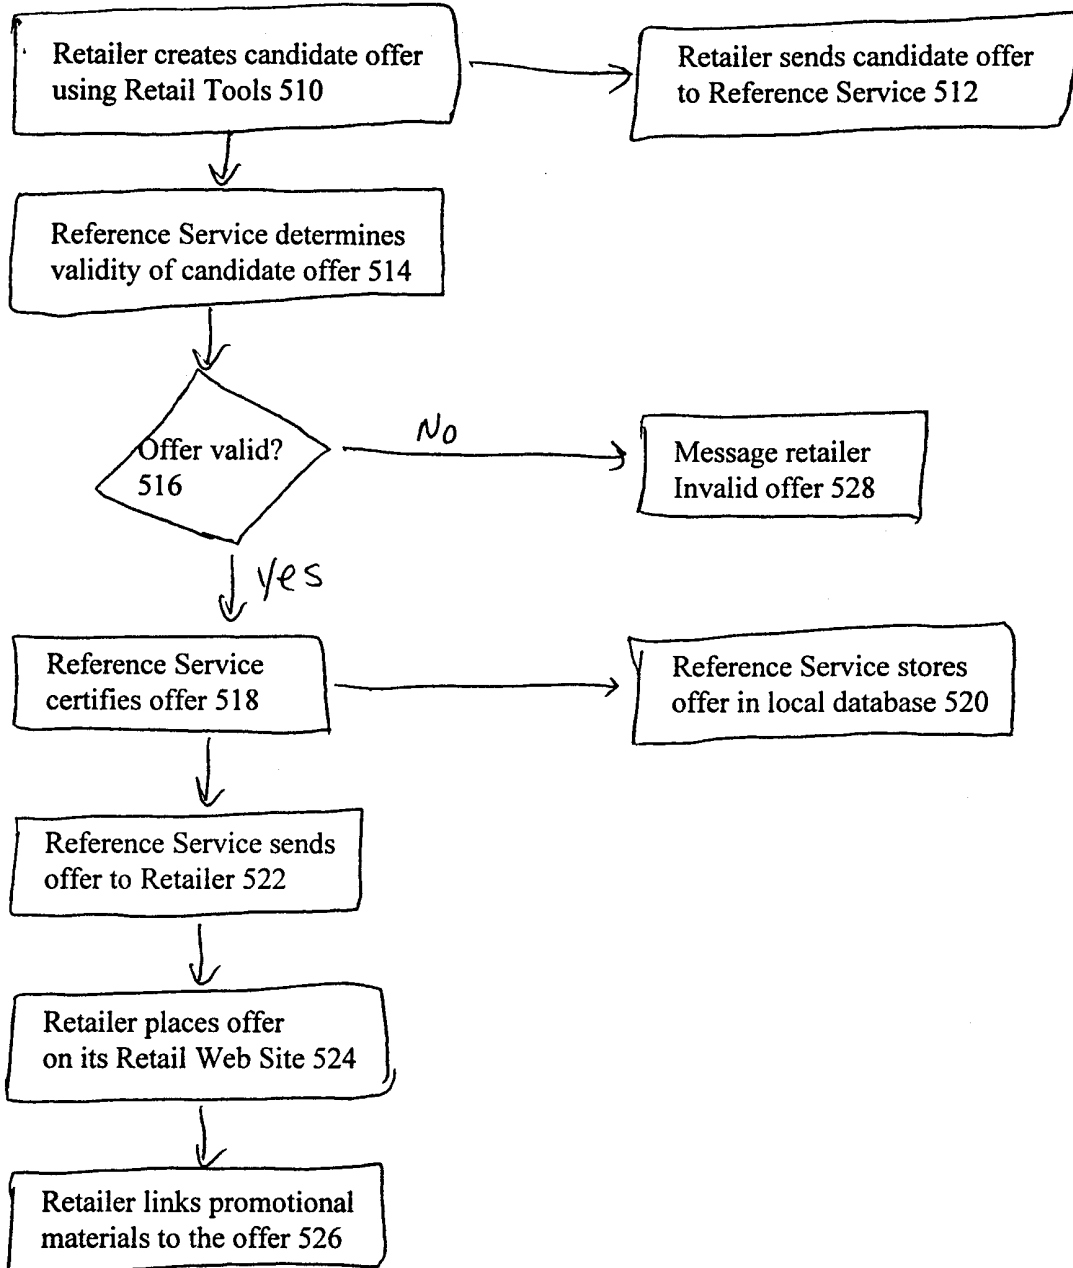 Retailer creates candidate offer
using Retail Tools 510
Retailer sends candidate offer
to Reference Service 512
Reference Service determines
validity of candidate offer 514
Offer valid?
516
No
Message retailer
Invalid offer 528
yes
Reference Service
certifies offer 518
Reference Service stores
offer in local database 520
Reference Service sends
offer to Retailer 522
Retailer places offer
on its Retail Web Site 524
Retailer links promotional
materials to the offer 526